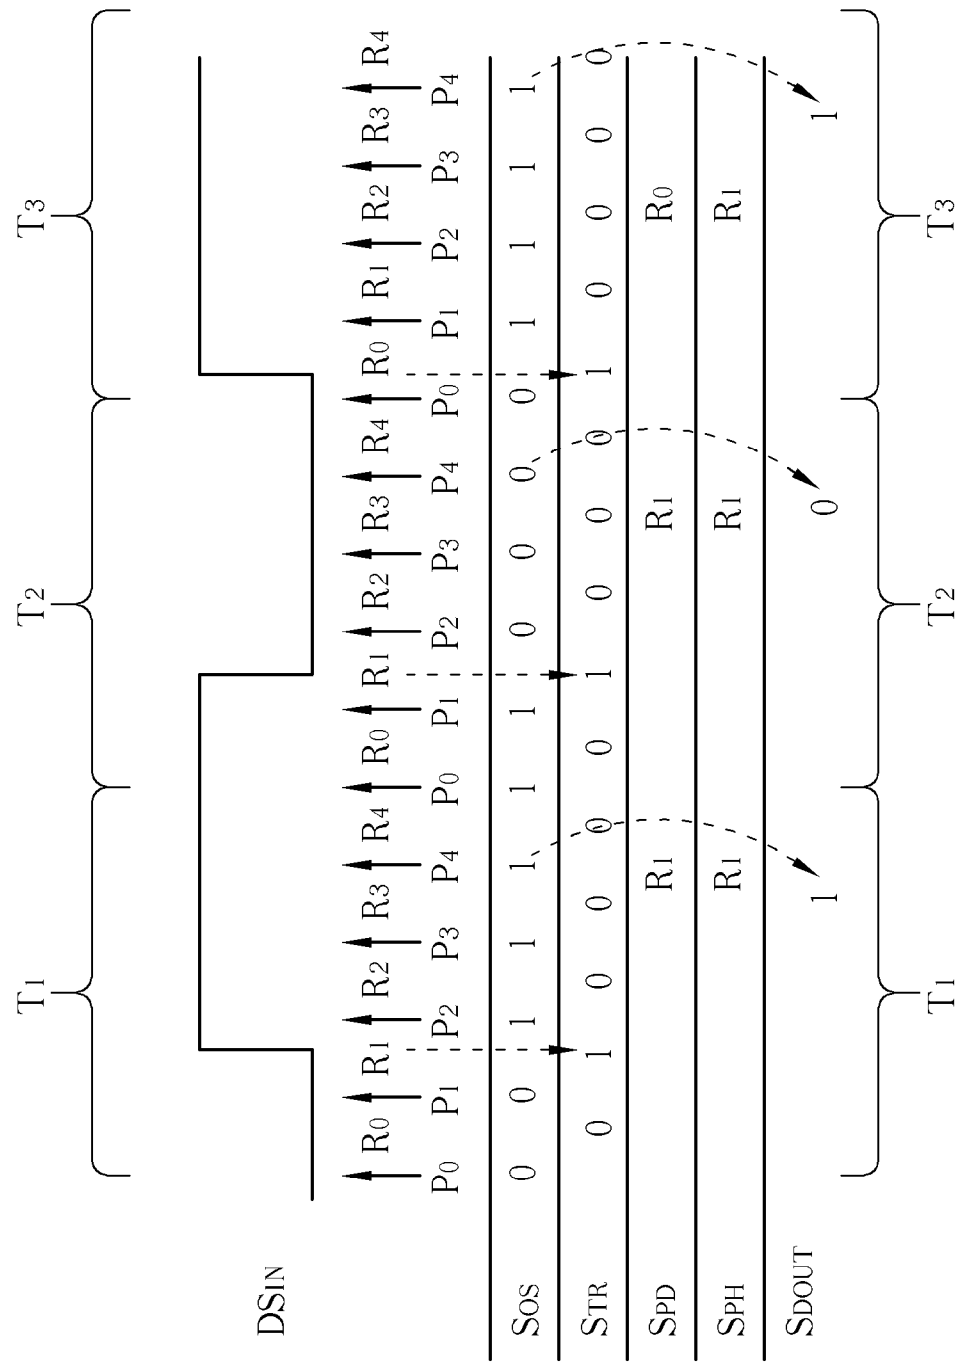 T1 T2 T3
DSIN
R0 R1 R2 R3 R4 R0 R1 R2 R3 R4 R0 R1 R2 R3 R4
P0 P1 P2 P3 P4 P0 P1 P2 P3 P4 P0 P1 P2 P3 P4
SOS 0 0 1 1 1 1 1 0 0 0 0 1 1 1 1
STR 0 1 0 0 0 0 1 0 0 0 1 0 0 0 0
SPD R1 R1 R0
SPH R1 R1 R1
SDOUT 1 0 1
T1 T2 T3